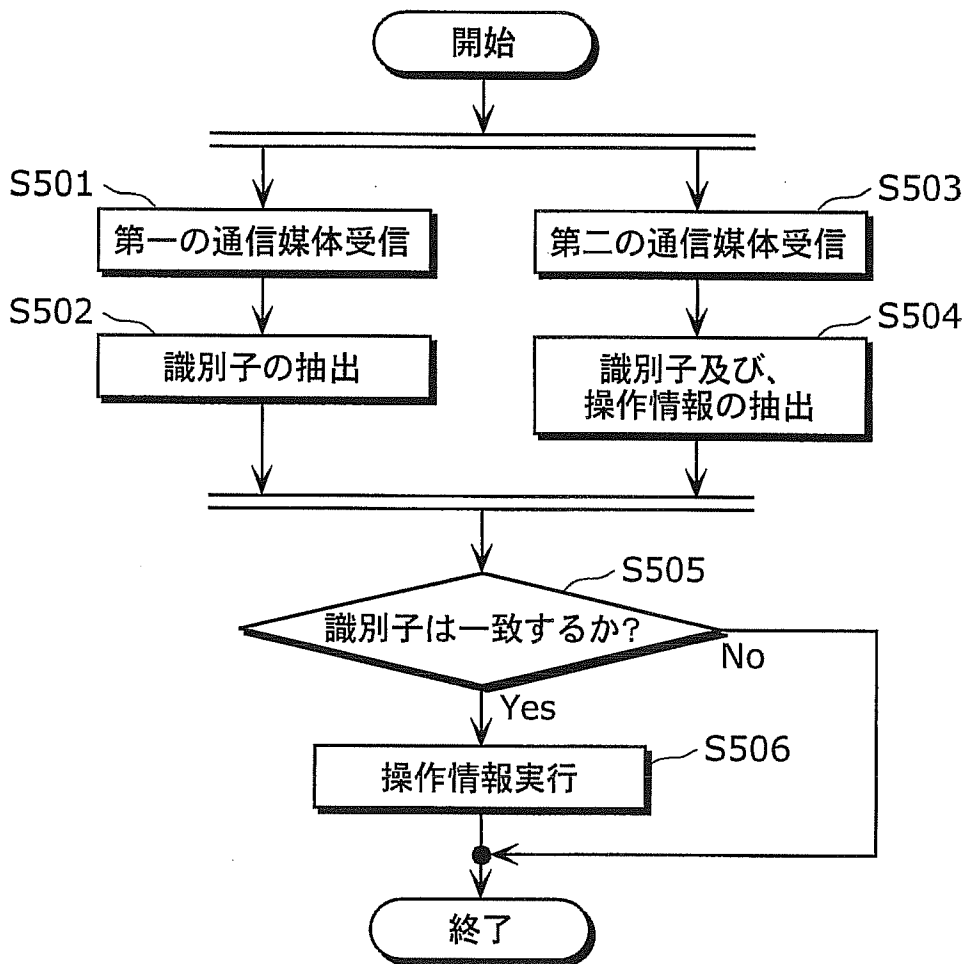 開始
S501
第一の通信媒体受信
S502
識別子の抽出
S503
第二の通信媒体受信
S504
識別子及び、
操作情報の抽出
S505
識別子は一致するか?
No
Yes
S506
操作情報実行
終了